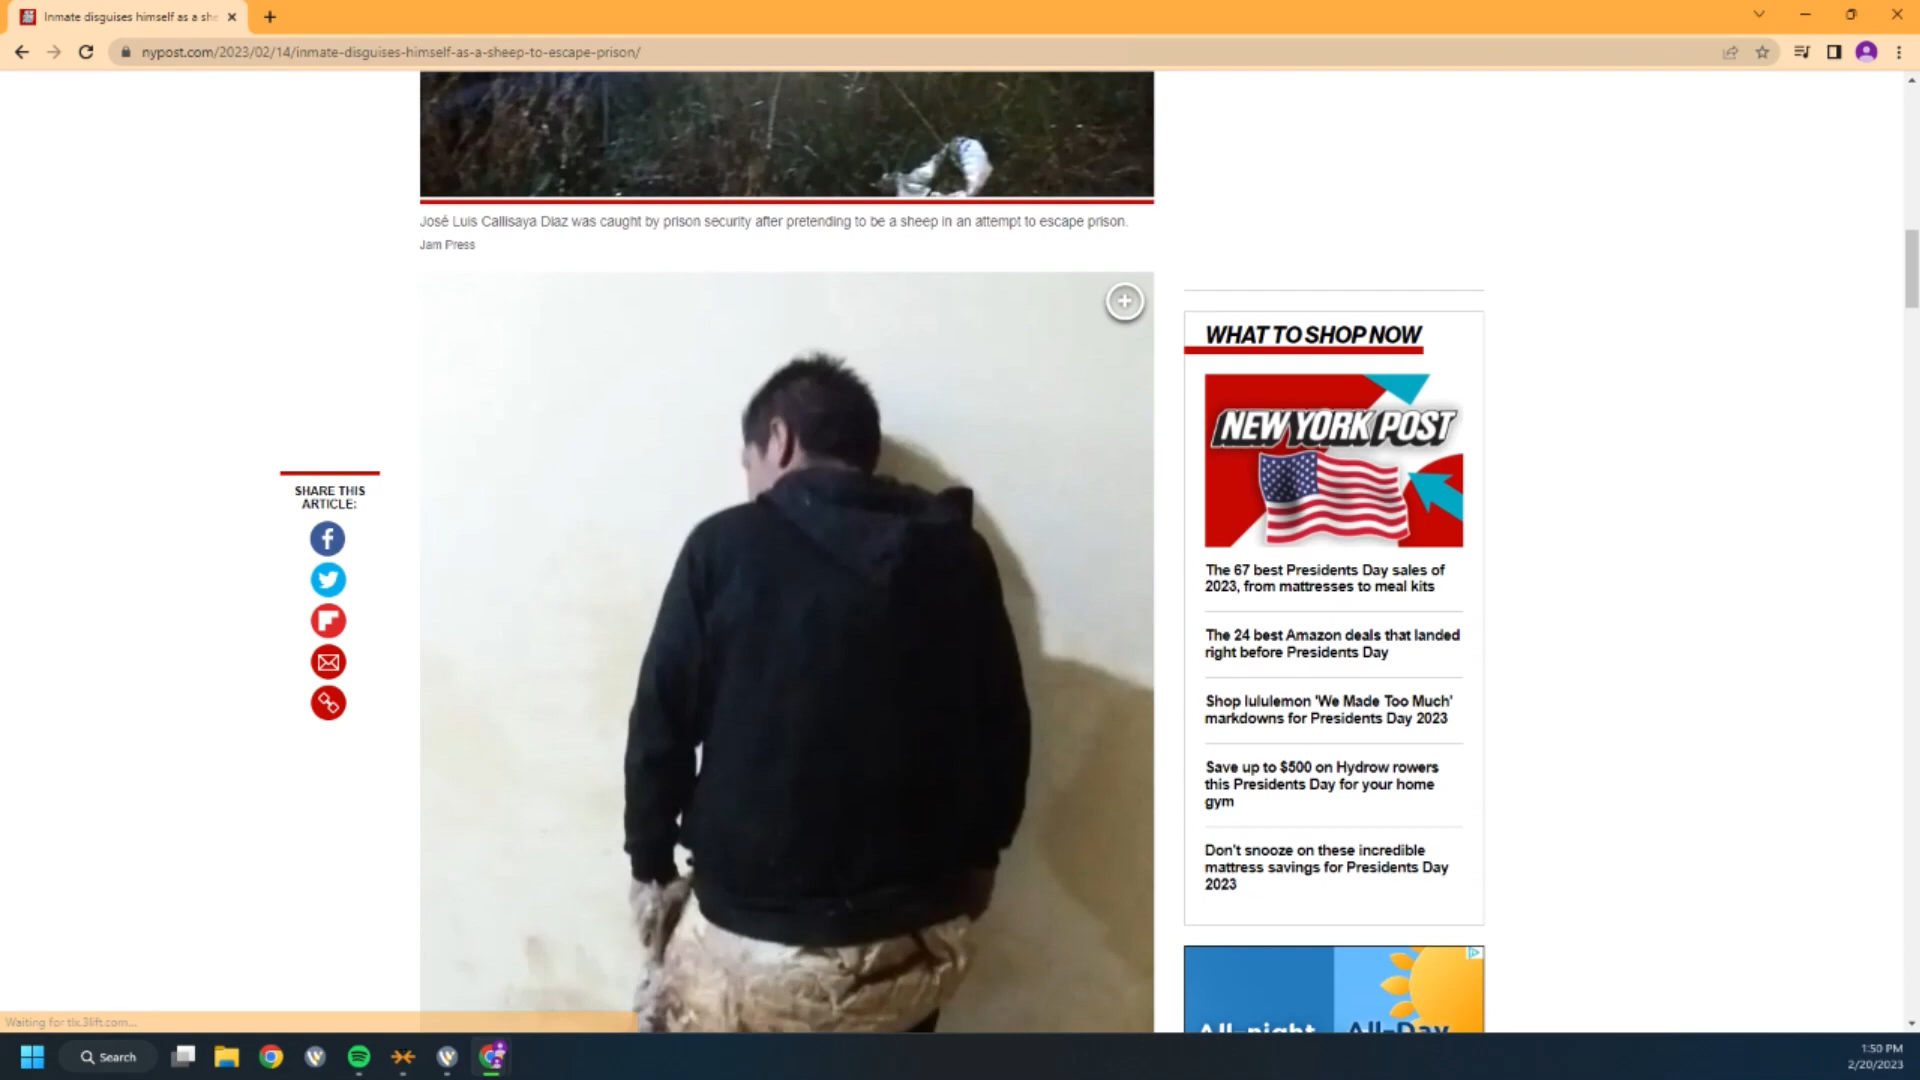 Inmate disguises himself as a she
nypost.com/2023/02/14/inmate-disguises-himself-as-a-sheep-to-escape-prison/
José Luis Callisaya Diaz was caught by prison security after pretending to be a sheep in an attempt to escape prison.
Jam Press
SHARE THIS
ARTICLE:
WHAT TO SHOP NOW
NEW YORK POST
The 67 best Presidents Day sales of
2023, from mattresses to meal kits
The 24 best Amazon deals that landed
right before Presidents Day
Shop lululemon 'We Made Too Much'
markdowns for Presidents Day 2023
Save up to $500 on Hydrow rowers
this Presidents Day for your home
gym
Don't snooze on these incredible
mattress savings for Presidents Day
2023
All-night All-Day
Waiting for tlx.3lift.com...
Search
1:50 PM
2/20/2023